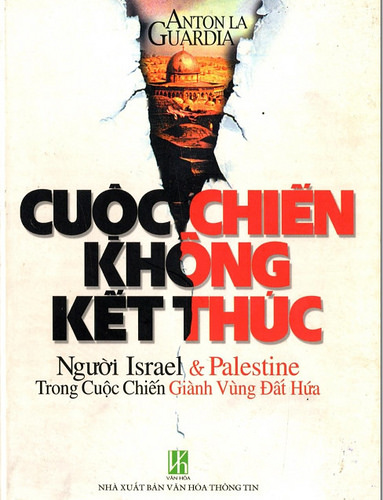 ANTON LA
GUARDIA
CUỘC CHIẾN
KHÔNG
KẾT THÚC
Người Israel & Palestine
Trong Cuộc Chiến Giành Vùng Đất Hứa
VH
VĂN HÓA
NHÀ XUẤT BẢN VĂN HÓA THÔNG TIN